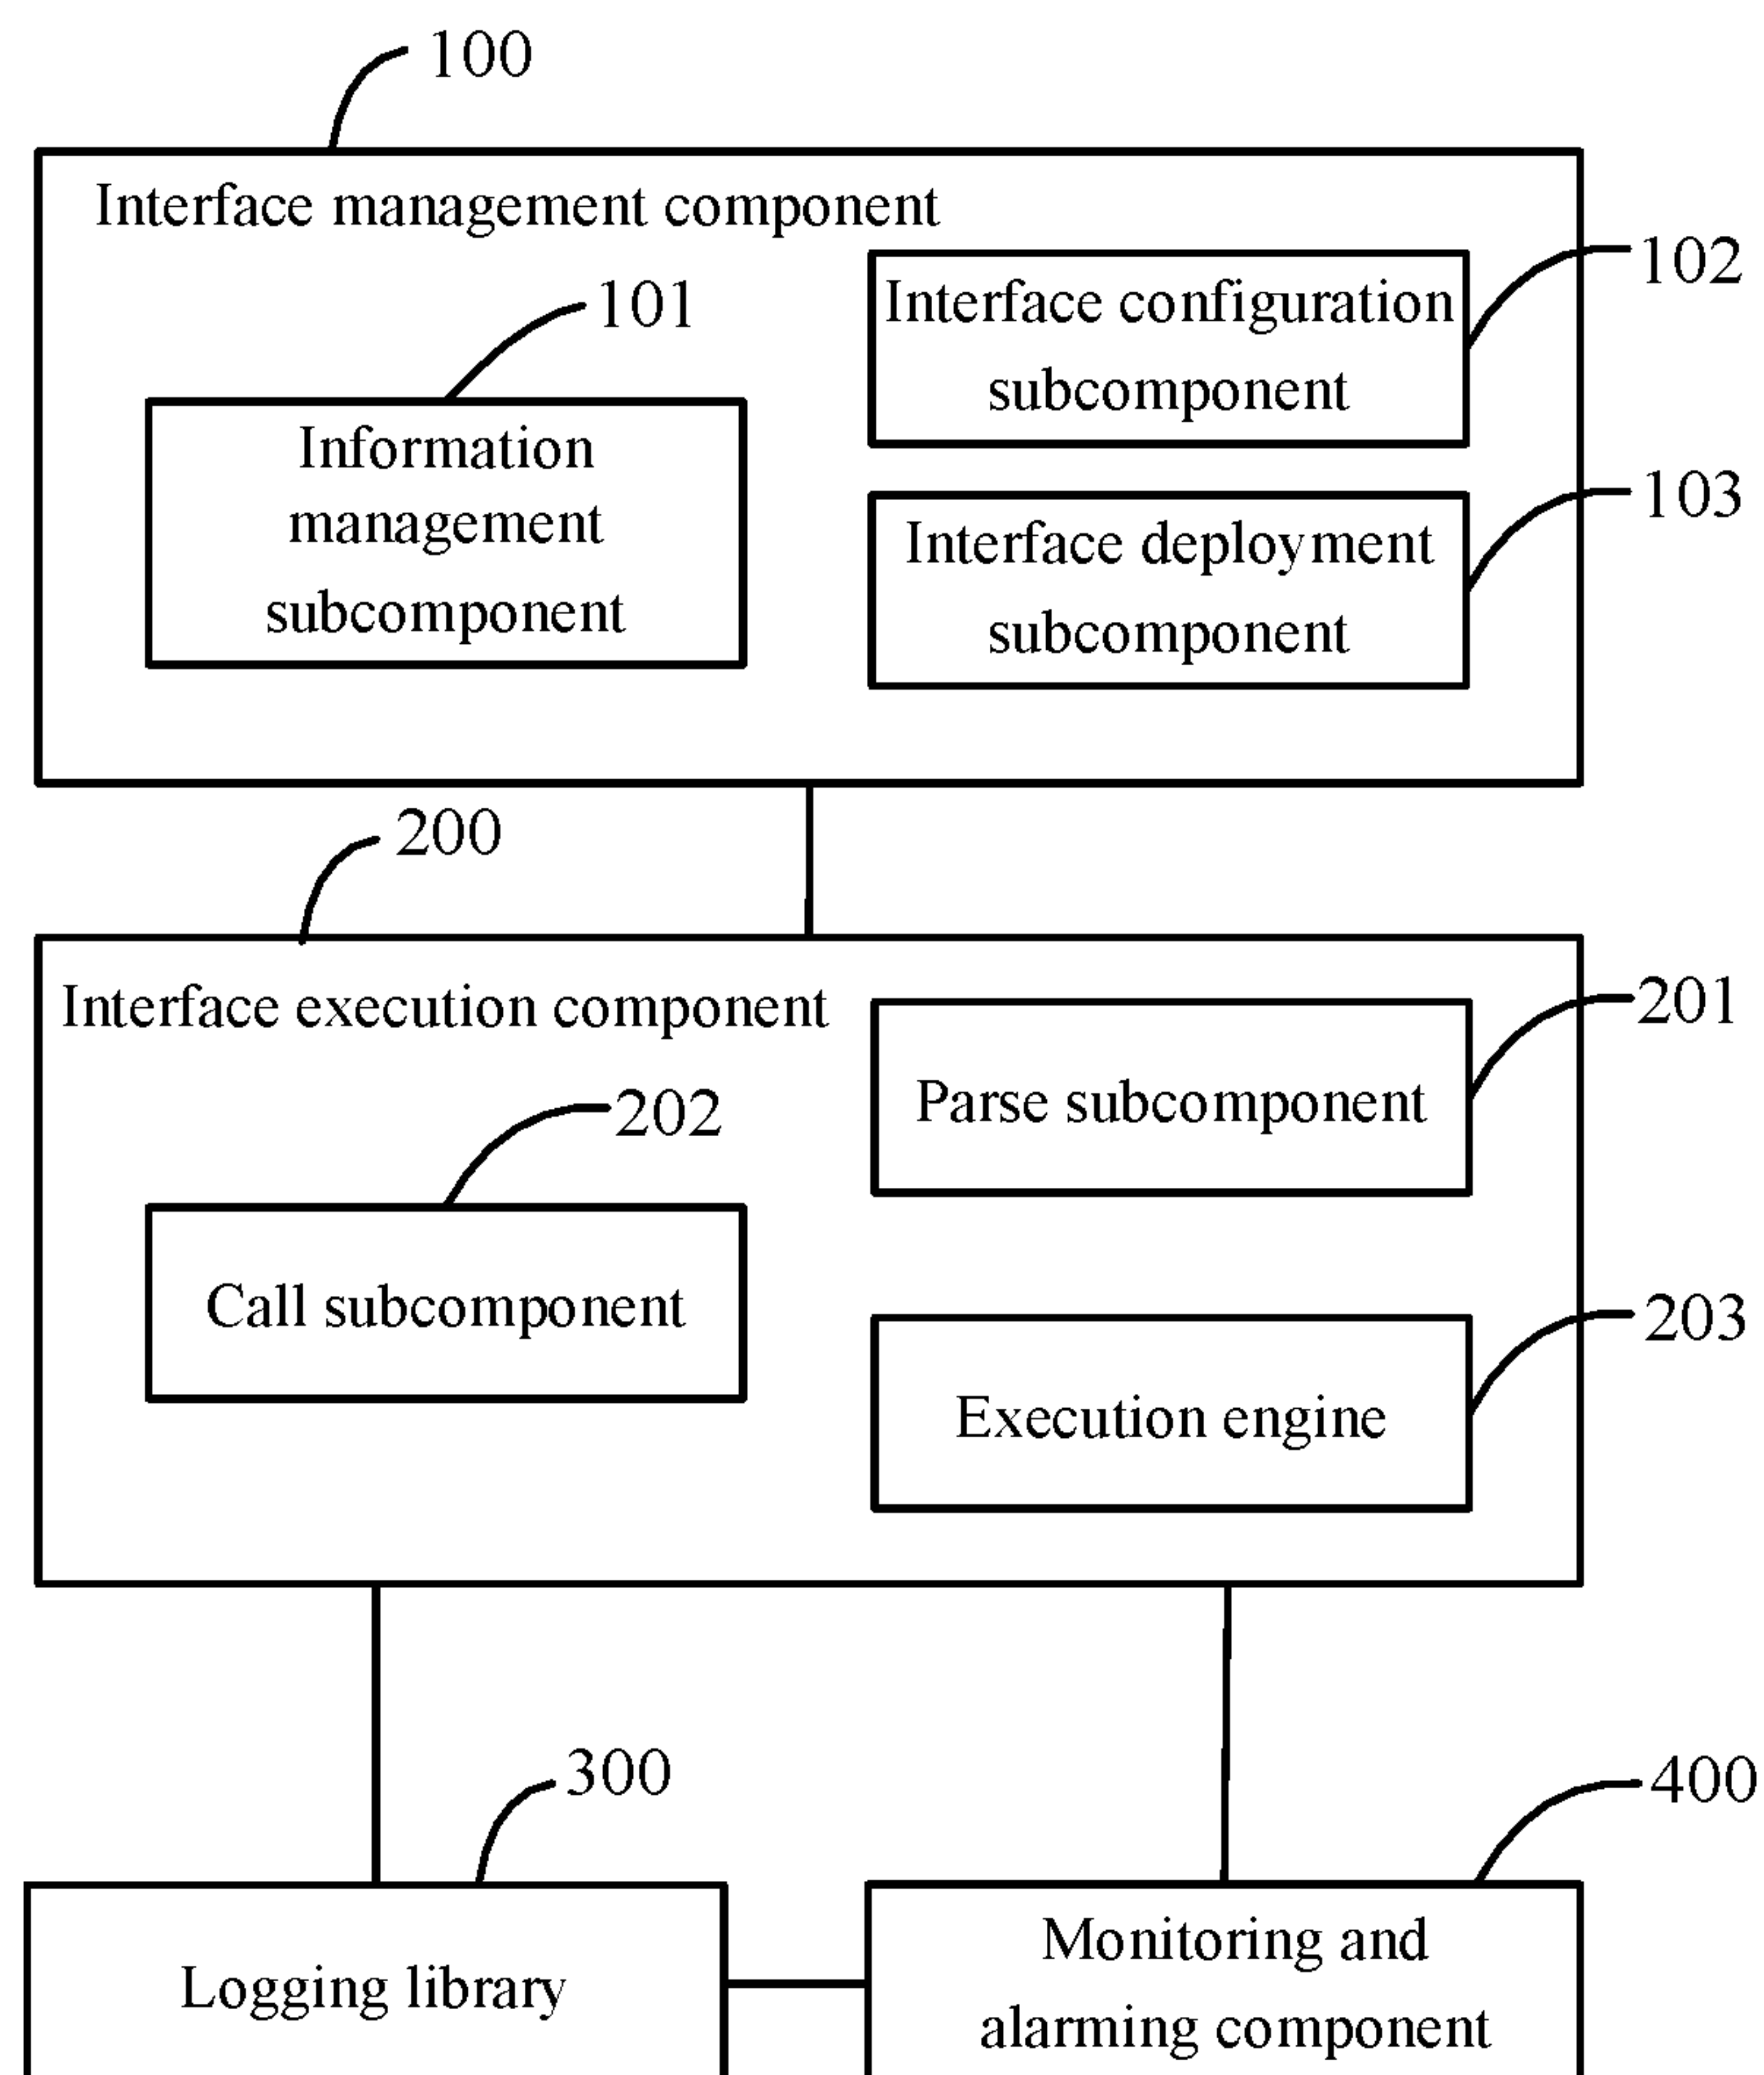 100
Interface management component
102
Interface configuration
subcomponent
101
Information
management
subcomponent
103
Interface deployment
subcomponent
200
Interface execution component
201
Parse subcomponent
202
Call subcomponent
203
Execution engine
300
400
Logging library
Monitoring and
alarming component